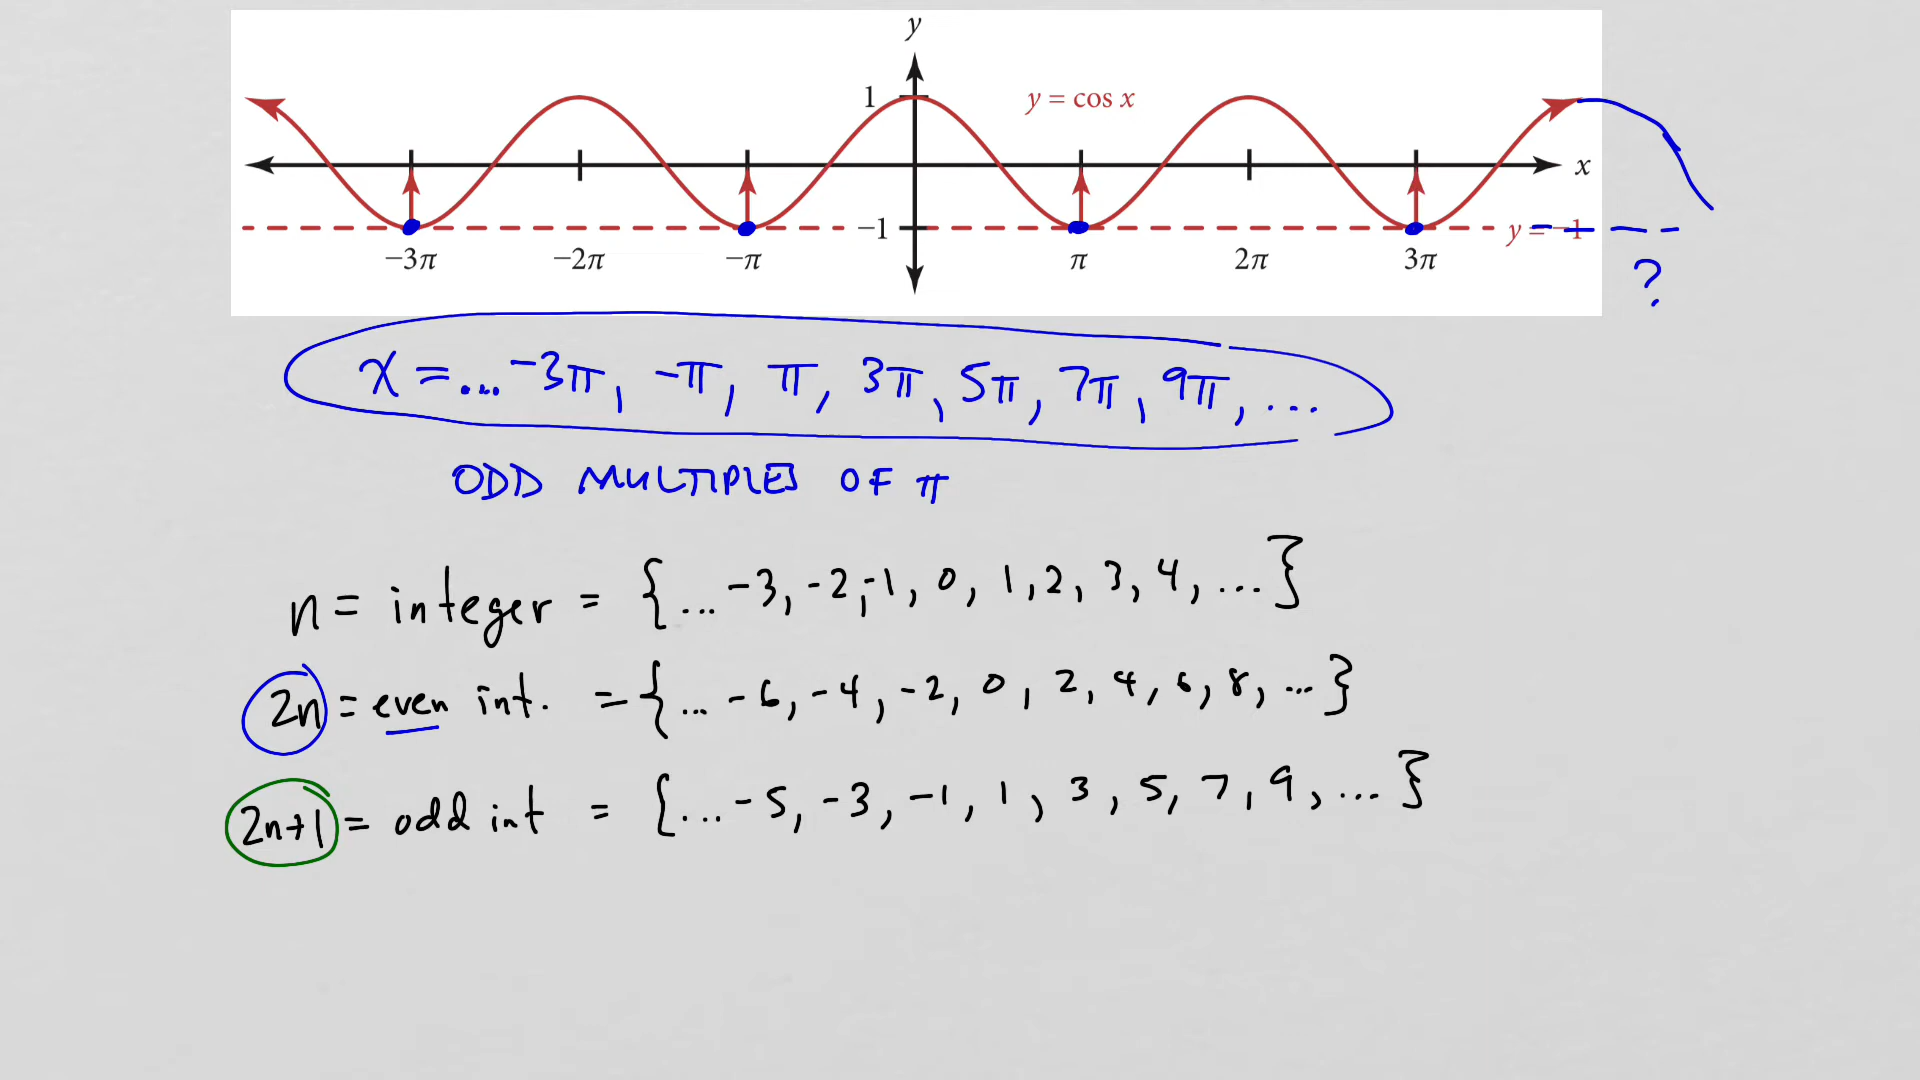 y
1
y = cos x
x
−1
y = −1
−3π −2π −π π 2π 3π
?
x = ... -3π, -π, π, 3π, 5π, 7π, 9π, ...
ODD MULTIPLES OF π
n = integer = {... -3, -2, -1, 0, 1, 2, 3, 4, ...}
2n = even int. = {... -6, -4, -2, 0, 2, 4, 6, 8, ...}
2n+1 = odd int = {... -5, -3, -1, 1, 3, 5, 7, 9, ...}